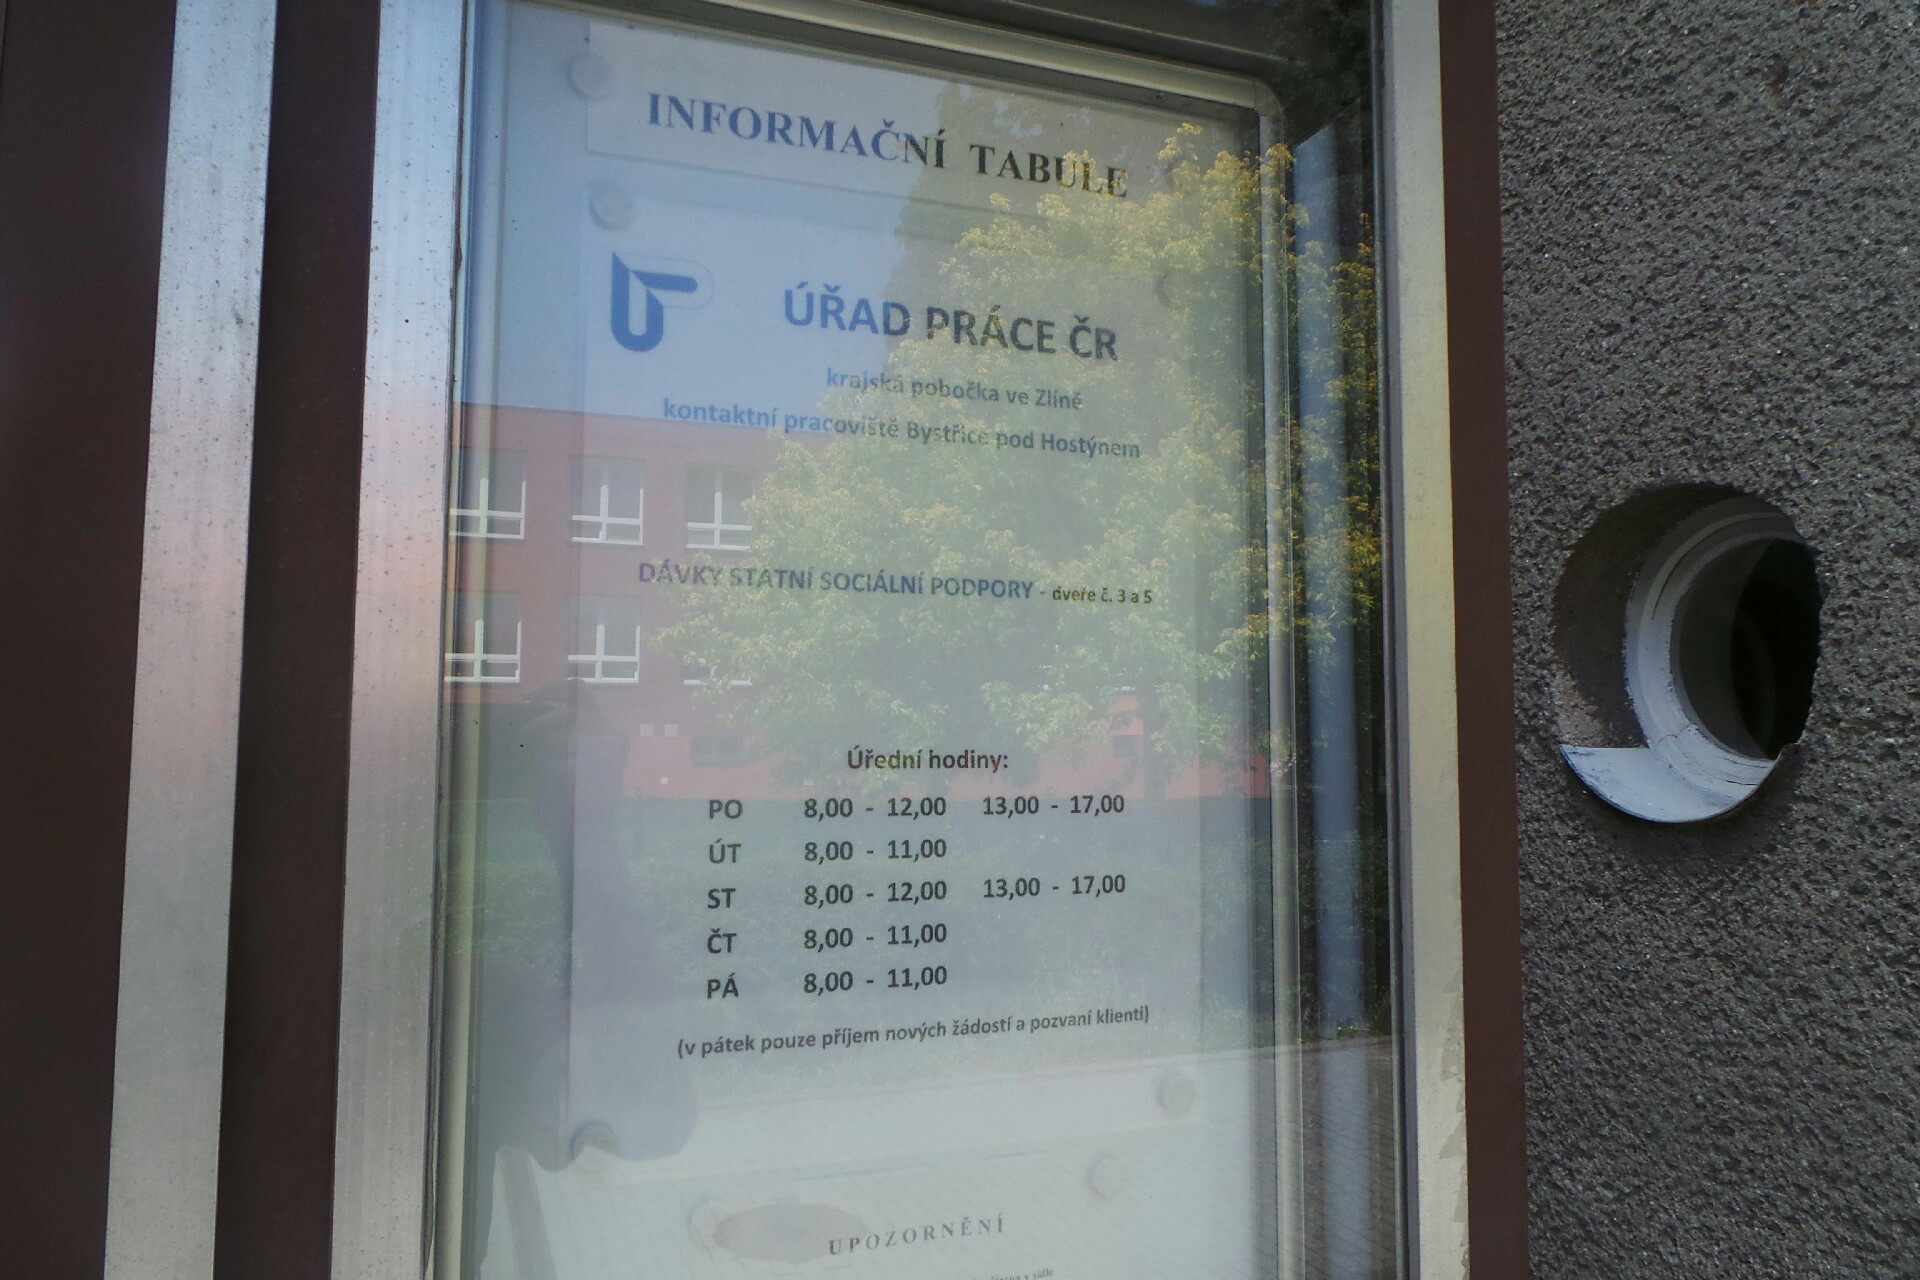 INFORMAČNÍ TABULE
ÚŘAD PRÁCE ČR
krajská pobočka ve Zlíně
kontaktní pracoviště Bystřice pod Hostýnem
DÁVKY STATNÍ SOCIÁLNÍ PODPORY - dveře č. 3 a 5
Úřední hodiny:
PO 8,00 - 12,00 13,00 - 17,00
ÚT 8,00 - 11,00
ST 8,00 - 12,00 13,00 - 17,00
ČT 8,00 - 11,00
PÁ 8,00 - 11,00
(v pátek pouze příjem nových žádostí a pozvaní klienti)
UPOZORNĚNÍ
v sídle